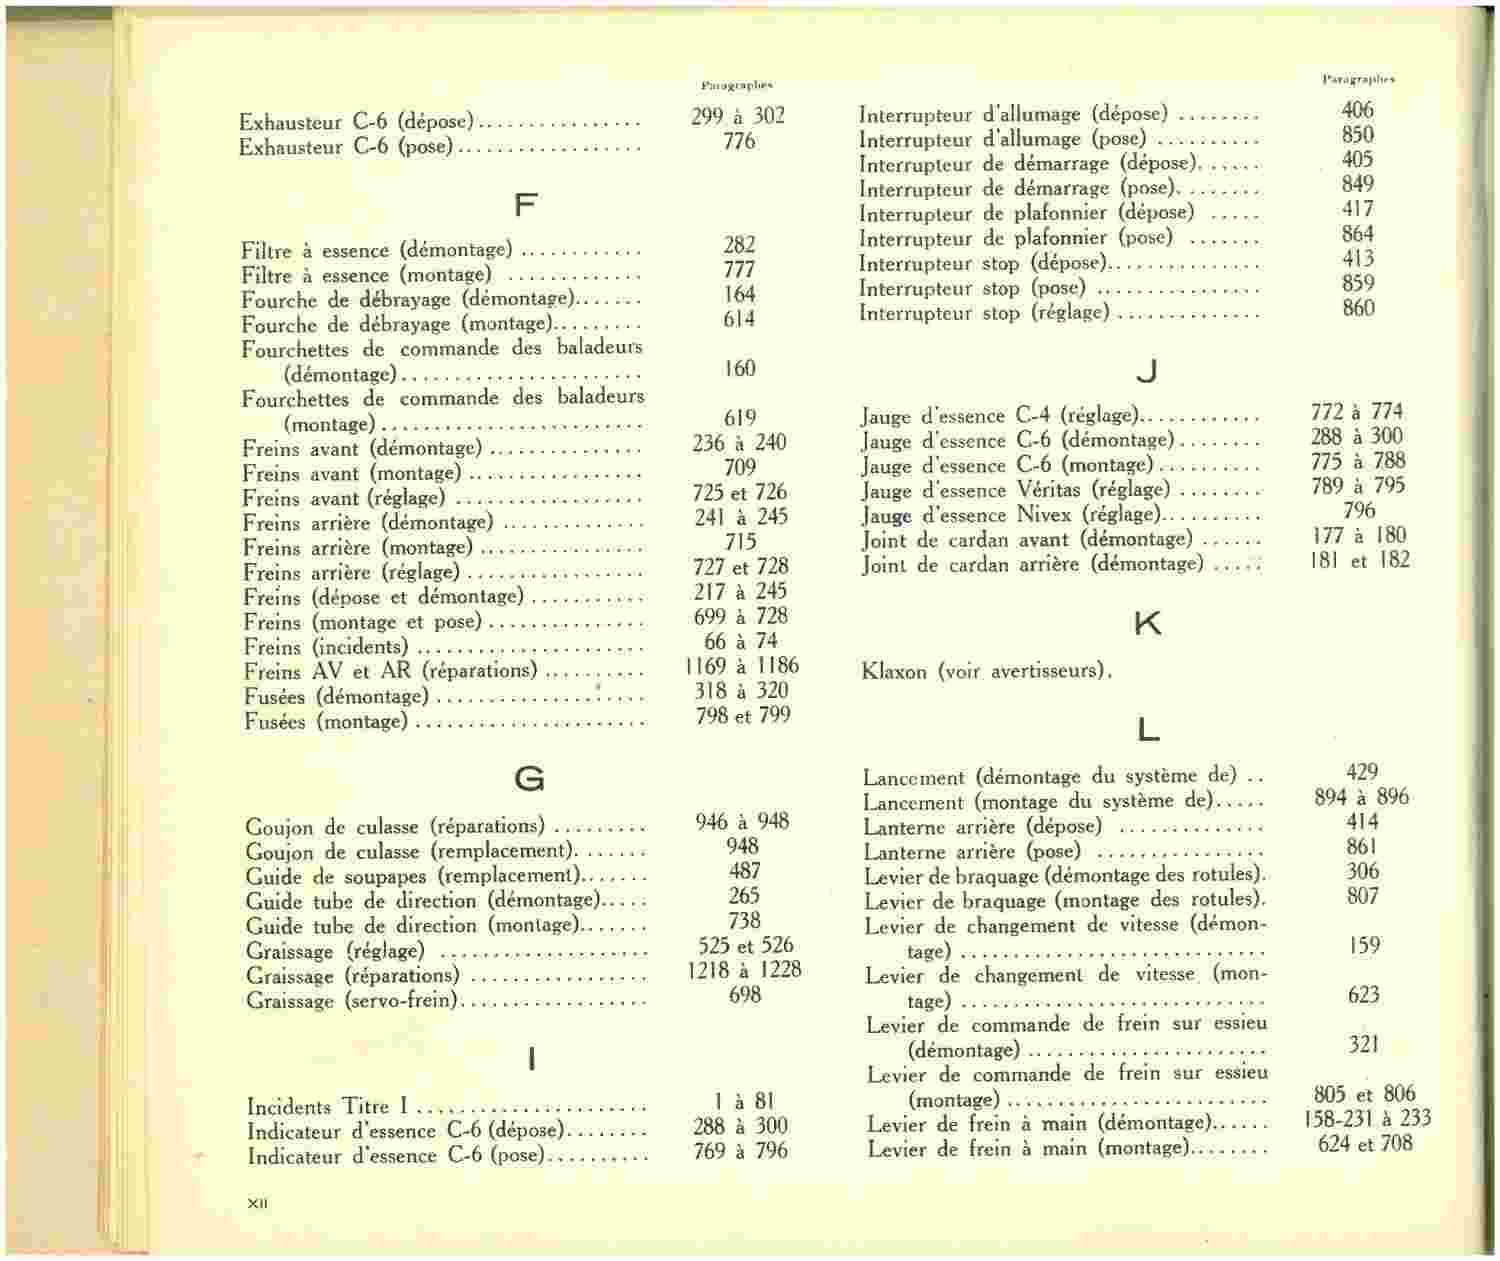 Paragraphes
Exhausteur C-6 (dépose)................ 299 à 302
Exhausteur C-6 (pose)................... 776
F
Filtre à essence (démontage) ............ 282
Filtre à essence (montage) ............. 777
Fourche de débrayage (démontage)....... 164
Fourche de débrayage (montage)......... 614
Fourchettes de commande des baladeurs
(démontage)........................ 160
Fourchettes de commande des baladeurs
(montage).......................... 619
Freins avant (démontage) ............... 236 à 240
Freins avant (montage) ................. 709
Freins avant (réglage) ................... 725 et 726
Freins arrière (démontage) .............. 241 à 245
Freins arrière (montage) ................ 715
Freins arrière (réglage) .................. 727 et 728
Freins (dépose et démontage) ........... 217 à 245
Freins (montage et pose) ................ 699 à 728
Freins (incidents) ....................... 66 à 74
Freins AV et AR (réparations) .......... 1169 à 1186
Fusées (démontage) ..................... 318 à 320
Fusées (montage) ....................... 798 et 799
G
Goujon de culasse (réparations) ......... 946 à 948
Goujon de culasse (remplacement)....... 948
Guide de soupapes (remplacement)....... 487
Guide tube de direction (démontage)..... 265
Guide tube de direction (montage)....... 738
Graissage (réglage) ..................... 525 et 526
Graissage (réparations) .................. 1218 à 1228
Graissage (servo-frein)................... 698
I
Incidents Titre I ....................... 1 à 81
Indicateur d'essence C-6 (dépose)........ 288 à 300
Indicateur d'essence C-6 (pose).......... 769 à 796
XII
Paragraphes
Interrupteur d'allumage (dépose) ........ 406
Interrupteur d'allumage (pose) .......... 850
Interrupteur de démarrage (dépose)...... 405
Interrupteur de démarrage (pose)........ 849
Interrupteur de plafonnier (dépose) ..... 417
Interrupteur de plafonnier (pose) ....... 864
Interrupteur stop (dépose)............... 413
Interrupteur stop (pose) ................ 859
Interrupteur stop (réglage) .............. 860
J
Jauge d'essence C-4 (réglage)............ 772 à 774
Jauge d'essence C-6 (démontage)........ 288 à 300
Jauge d'essence C-6 (montage).......... 775 à 788
Jauge d'essence Véritas (réglage) ........ 789 à 795
Jauge d'essence Nivex (réglage).......... 796
Joint de cardan avant (démontage) ...... 177 à 180
Joint de cardan arrière (démontage) ..... 181 et 182
K
Klaxon (voir avertisseurs).
L
Lancement (démontage du système de) .. 429
Lancement (montage du système de)..... 894 à 896
Lanterne arrière (dépose) .............. 414
Lanterne arrière (pose) ................ 861
Levier de braquage (démontage des rotules). 306
Levier de braquage (montage des rotules). 807
Levier de changement de vitesse (démon-
tage) .............................. 159
Levier de changement de vitesse (mon-
tage) .............................. 623
Levier de commande de frein sur essieu
(démontage) ....................... 321
Levier de commande de frein sur essieu
(montage) ......................... 805 et 806
Levier de frein à main (démontage)...... 158-231 à 233
Levier de frein à main (montage)........ 624 et 708